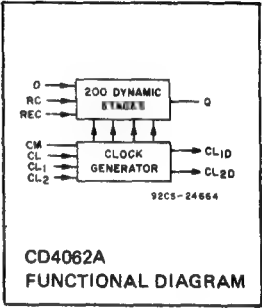 D
RC
REC
200 DYNAMIC
STAGES
Q
CM
CL
CL1
CL2
CLOCK
GENERATOR
CL1D
CL2D
92CS-24664
CD4062A
FUNCTIONAL DIAGRAM